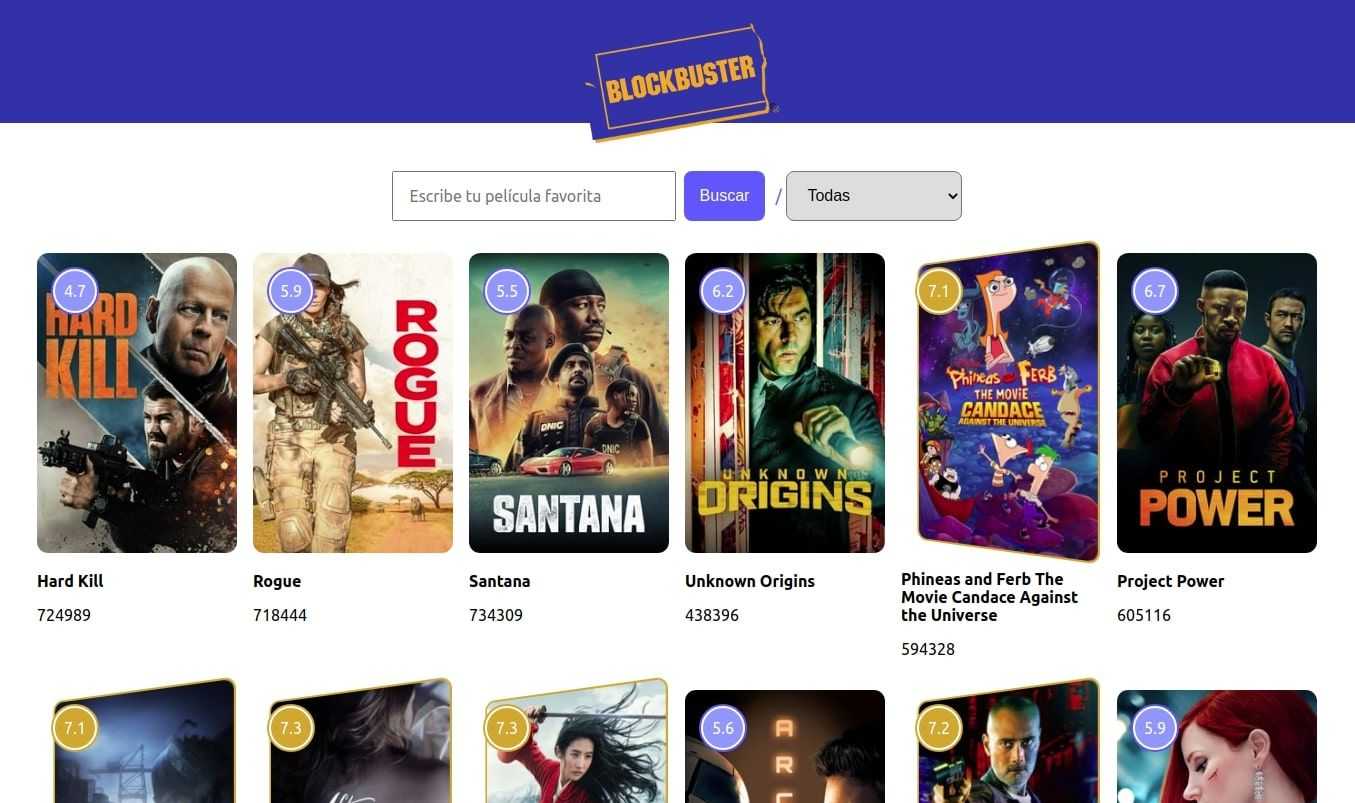 BLOCKBUSTER
Escribe tu película favorita
Buscar
/
Todas
4.7
HARD
KILL
5.9
ROGUE
5.5
DNIC
DNIC
SANTANA
6.2
UNKNOWN
ORIGINS
7.1
Phineas and Ferb
THE MOVIE
CANDACE
AGAINST THE UNIVERSE
6.7
PROJECT
POWER
Hard Kill
724989
Rogue
718444
Santana
734309
Unknown Origins
438396
Phineas and Ferb The
Movie Candace Against
the Universe
594328
Project Power
605116
7.1
7.3
7.3
5.6
A
R
7.2
5.9